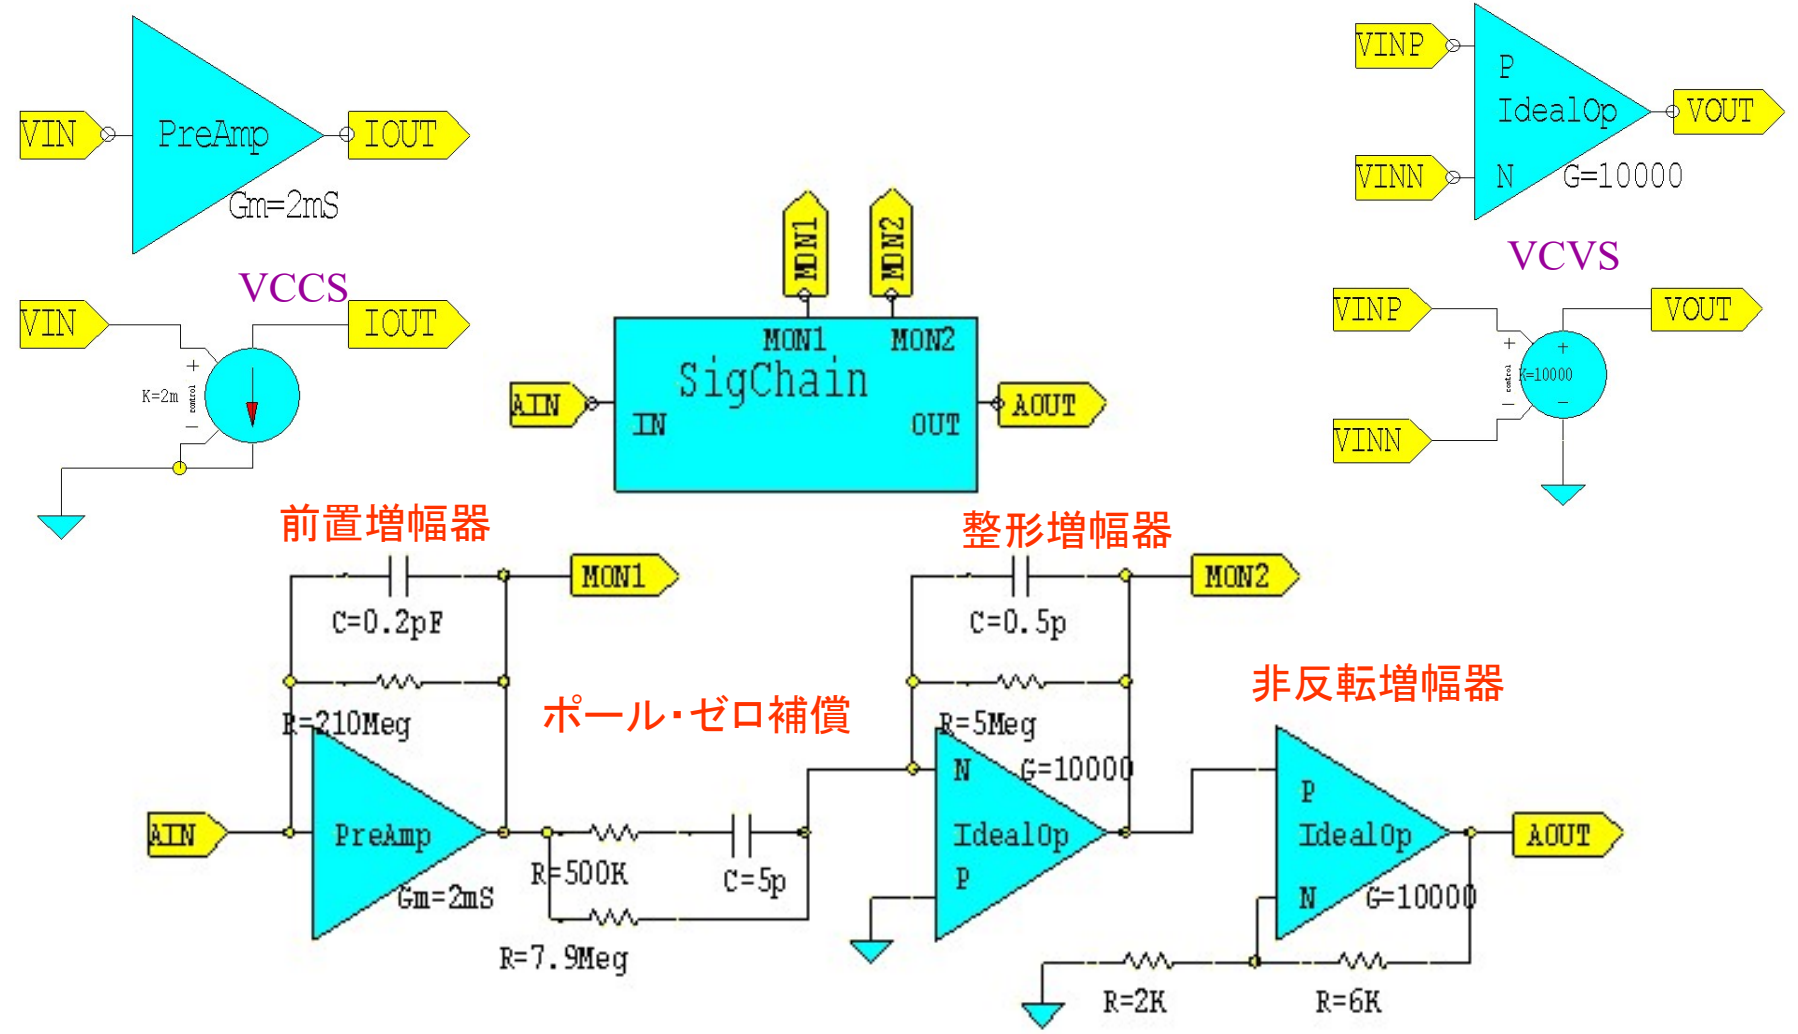 VIN
PreAmp
IOUT
Gm=2mS
VCCS
VIN
IOUT
+
K=2m
control
−
VINP
P
IdealOp
VOUT
VINN
N
G=10000
VCVS
VINP
VOUT
+
+
control
K=10000
−
−
VINN
MON1
MON2
MON1
MON2
SigChain
AIN
AOUT
IN
OUT
前置増幅器
MON1
C=0.2pF
R=210Meg
AIN
PreAmp
Gm=2mS
ポール・ゼロ補償
R=500K
C=5p
R=7.9Meg
整形増幅器
MON2
C=0.5p
R=5Meg
N
G=10000
IdealOp
P
非反転増幅器
P
IdealOp
AOUT
N
G=10000
R=2K
R=6K